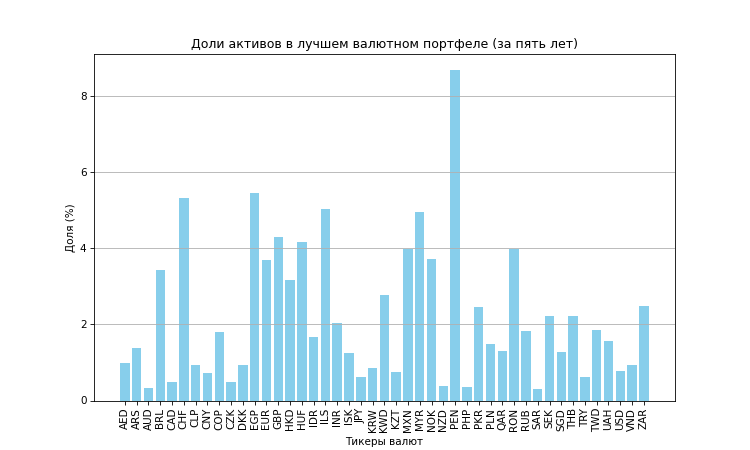 Доли активов в лучшем валютном портфеле (за пять лет)
Доля (%)
8
6
4
2
0
AED ARS AUD BRL CAD CHF CLP CNY COP CZK DKK EGP EUR GBP HKD HUF IDR ILS INR ISK JPY KRW KWD KZT MXN MYR NOK NZD PEN PHP PKR PLN QAR RON RUB SAR SEK SGD THB TRY TWD UAH USD VND ZAR
Тикеры валют